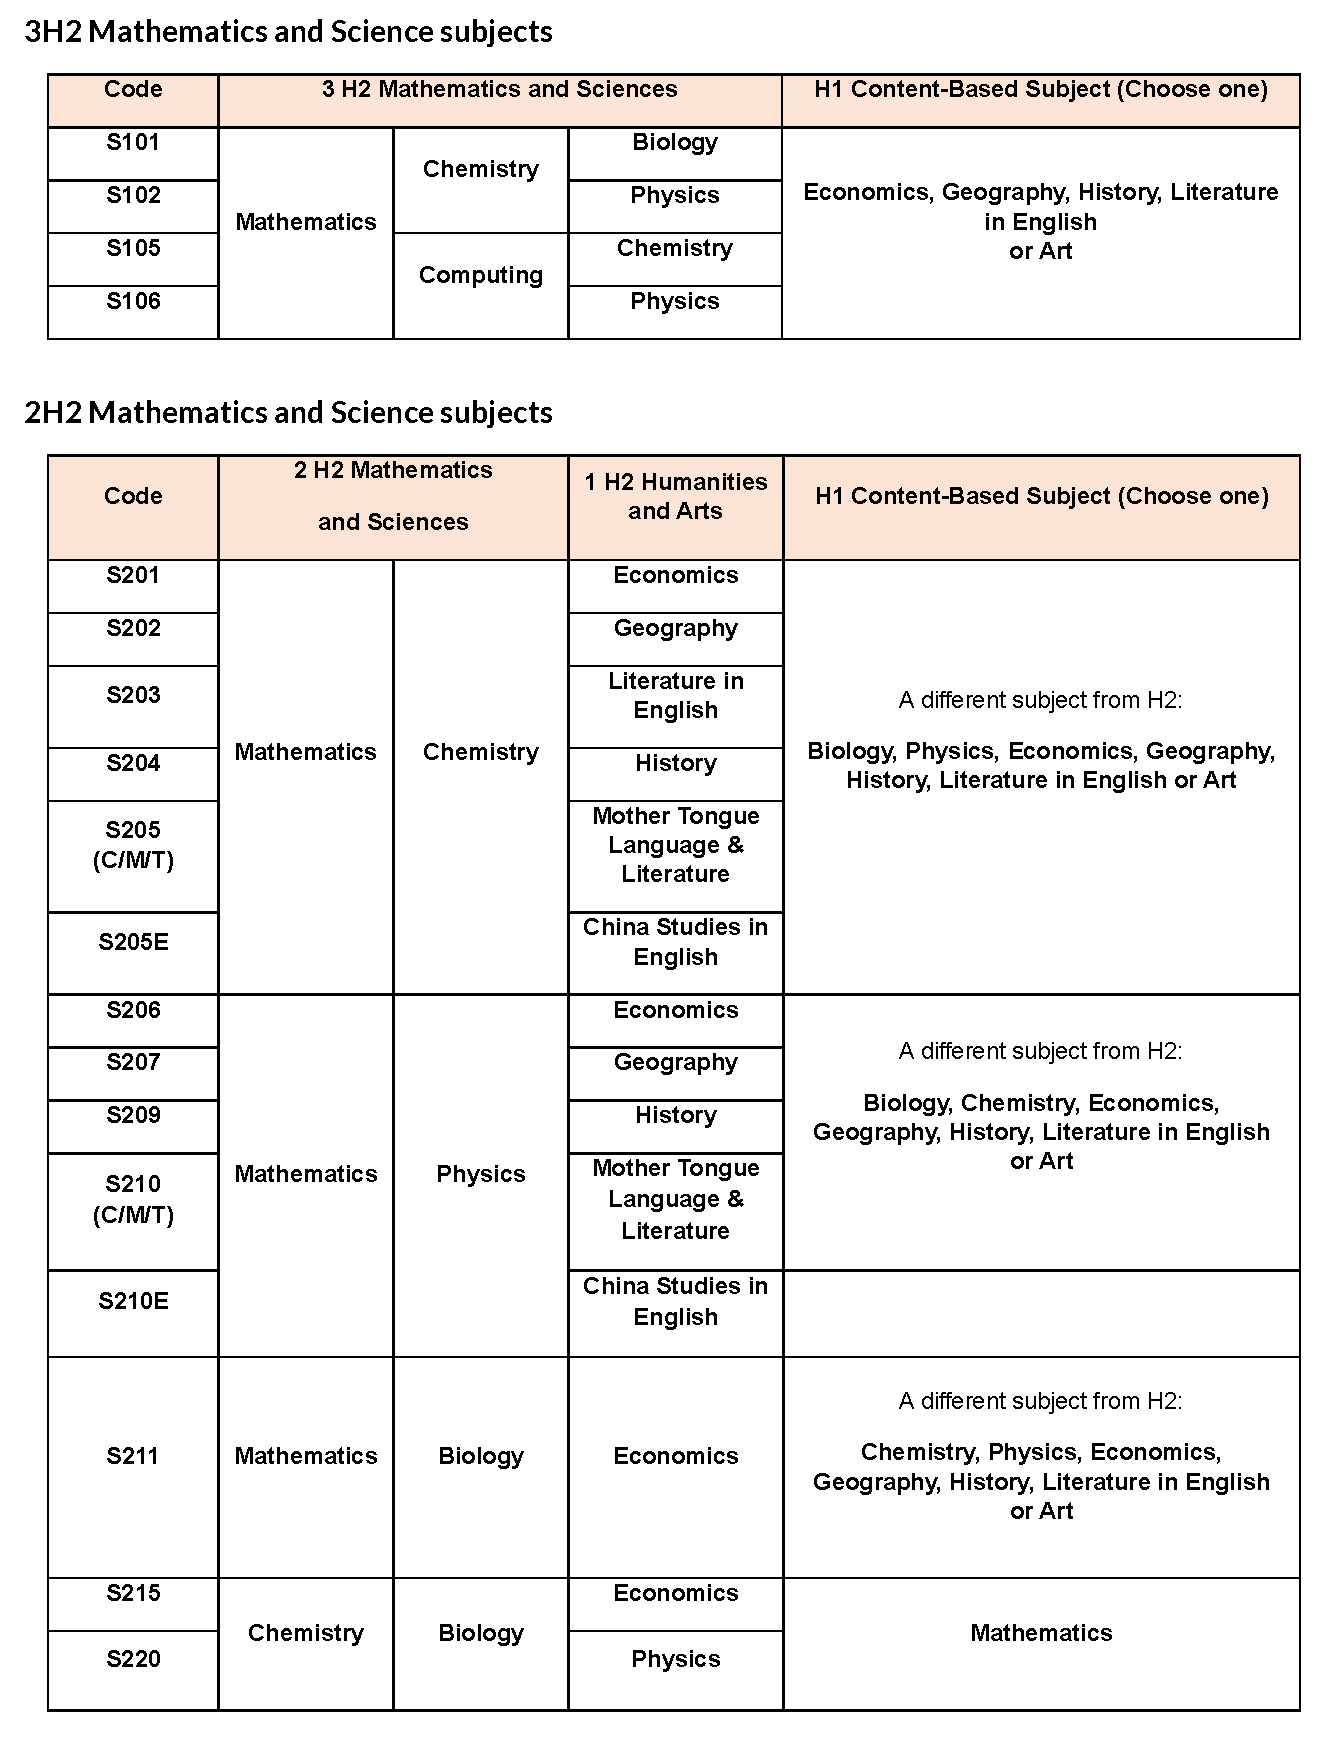 3H2 Mathematics and Science subjects
Code
3 H2 Mathematics and Sciences
H1 Content-Based Subject (Choose one)
S101
Mathematics
Chemistry
Biology
Economics, Geography, History, Literature
in English
or Art
S102
Physics
S105
Computing
Chemistry
S106
Physics
2H2 Mathematics and Science subjects
Code
2 H2 Mathematics
and Sciences
1 H2 Humanities
and Arts
H1 Content-Based Subject (Choose one)
S201
Mathematics
Chemistry
Economics
A different subject from H2:
Biology, Physics, Economics, Geography,
History, Literature in English or Art
S202
Geography
S203
Literature in
English
S204
History
S205
(C/M/T)
Mother Tongue
Language &
Literature
S205E
China Studies in
English
S206
Mathematics
Physics
Economics
A different subject from H2:
Biology, Chemistry, Economics,
Geography, History, Literature in English
or Art
S207
Geography
S209
History
S210
(C/M/T)
Mother Tongue
Language &
Literature
S210E
China Studies in
English
S211
Mathematics
Biology
Economics
A different subject from H2:
Chemistry, Physics, Economics,
Geography, History, Literature in English
or Art
S215
Chemistry
Biology
Economics
Mathematics
S220
Physics